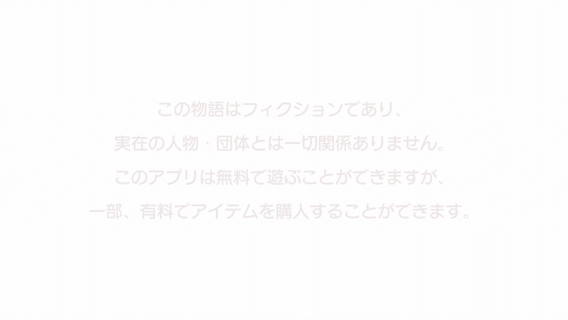 この物語はフィクションであり、
実在の人物・団体とは一切関係ありません。
このアプリは無料で遊ぶことができますが、
一部、有料でアイテムを購入することができます。